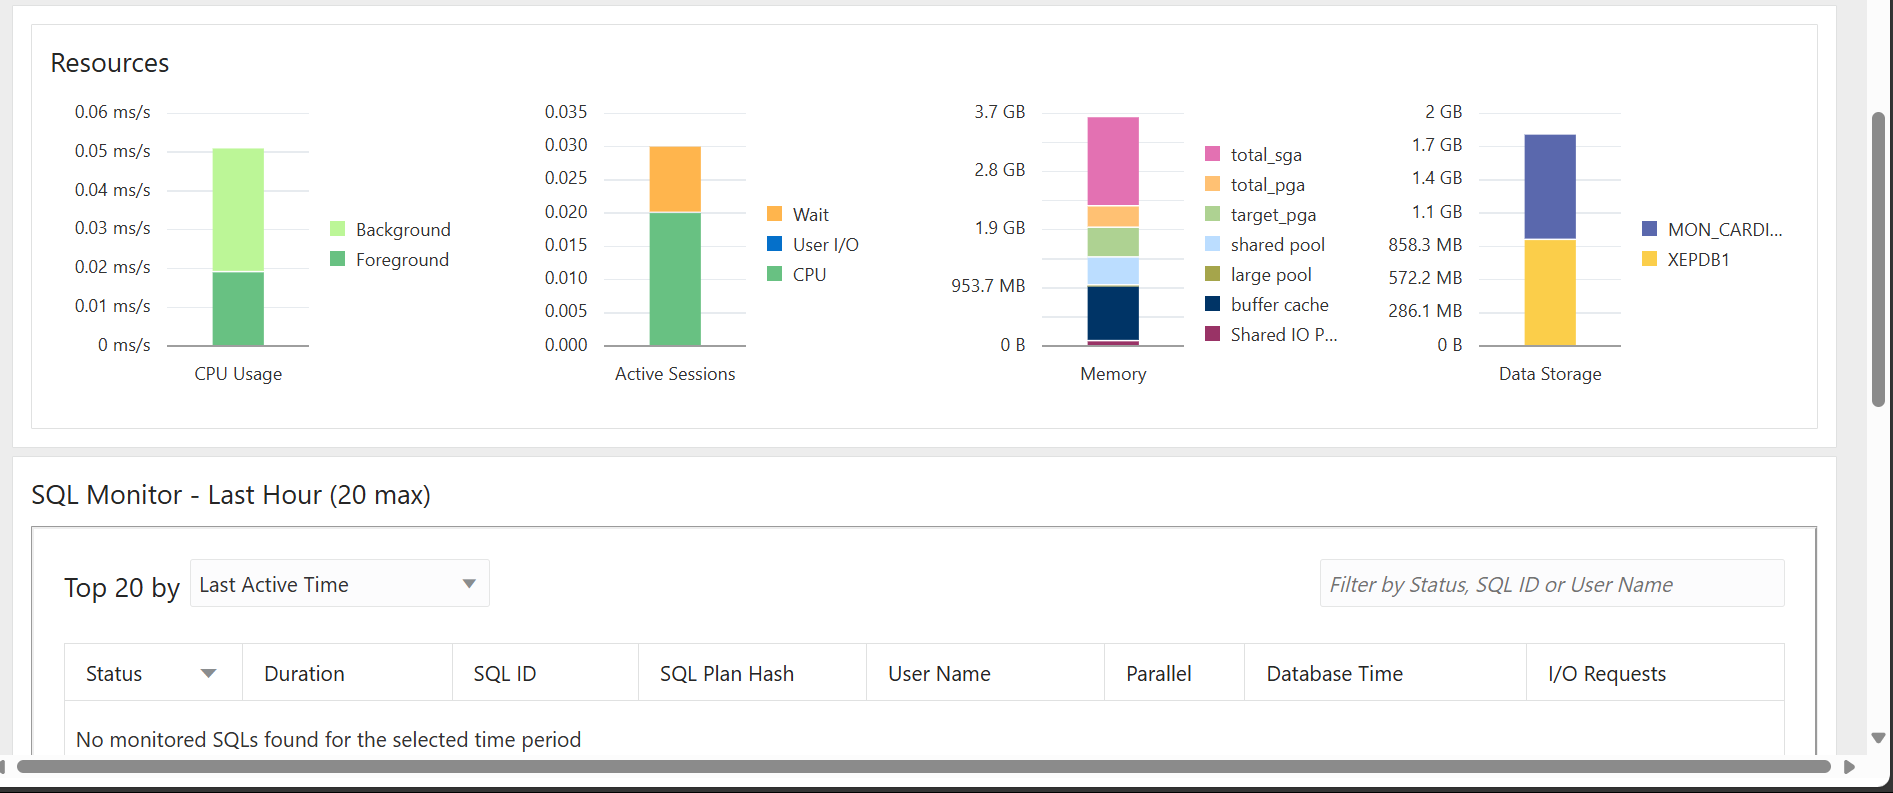 Resources
0.06 ms/s
0.05 ms/s
0.04 ms/s
0.03 ms/s
0.02 ms/s
0.01 ms/s
0 ms/s
CPU Usage
Background
Foreground
0.035
0.030
0.025
0.020
0.015
0.010
0.005
0.000
Active Sessions
Wait
User I/O
CPU
3.7 GB
2.8 GB
1.9 GB
953.7 MB
0 B
Memory
total_sga
total_pga
target_pga
shared pool
large pool
buffer cache
Shared IO P...
2 GB
1.7 GB
1.4 GB
1.1 GB
858.3 MB
572.2 MB
286.1 MB
0 B
Data Storage
MON_CARDI...
XEPDB1
SQL Monitor - Last Hour (20 max)
Top 20 by Last Active Time
Filter by Status, SQL ID or User Name
Status Duration SQL ID SQL Plan Hash User Name Parallel Database Time I/O Requests
No monitored SQLs found for the selected time period